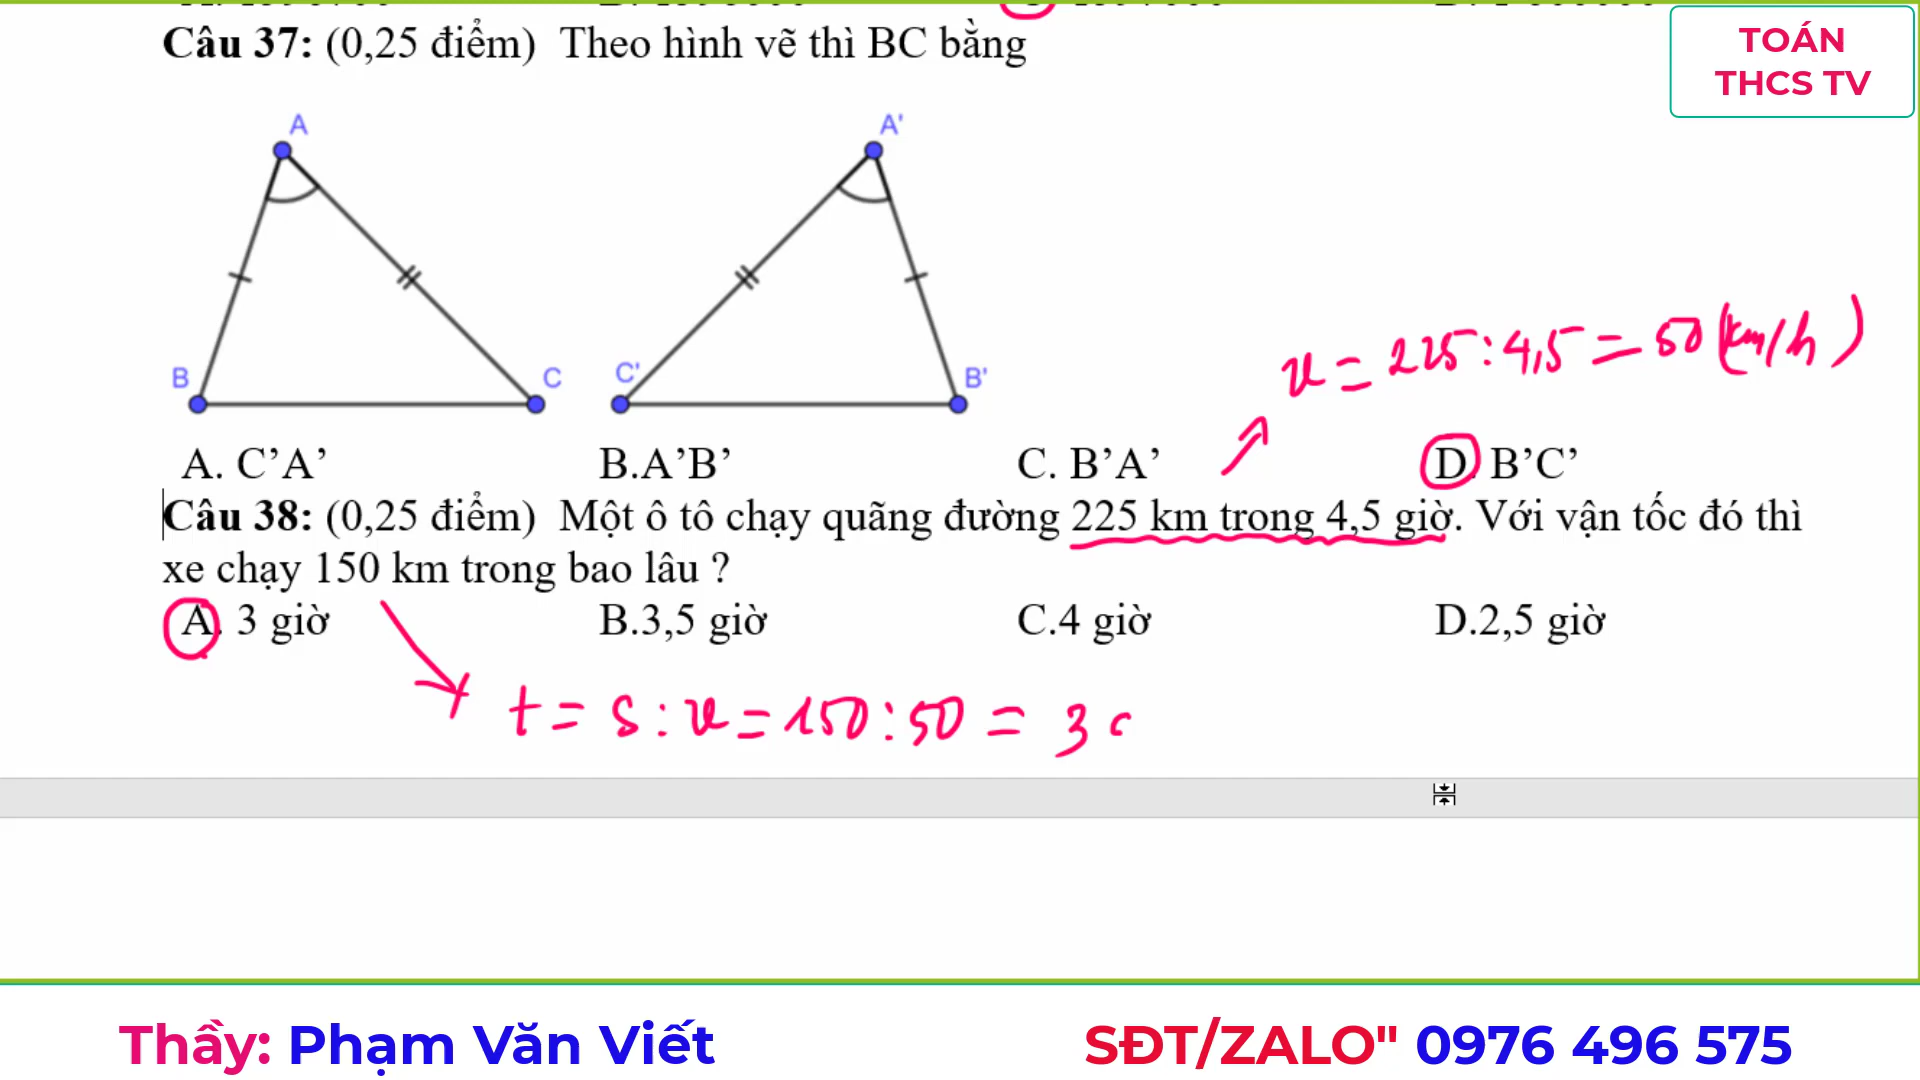 TOÁN
THCS TV
Câu 37: (0,25 điểm) Theo hình vẽ thì BC bằng
A
A'
B
C
C'
B'
v = 225 : 4,5 = 50 (km/h)
A. C’A’ B.A’B’ C. B’A’ D. B’C’
Câu 38: (0,25 điểm) Một ô tô chạy quãng đường 225 km trong 4,5 giờ. Với vận tốc đó thì
xe chạy 150 km trong bao lâu ?
A. 3 giờ B.3,5 giờ C.4 giờ D.2,5 giờ
t = s : v = 150 : 50 = 3
Thầy: Phạm Văn Viết SĐT/ZALO" 0976 496 575